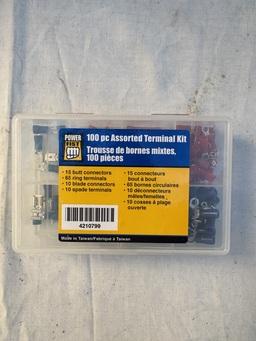 POWER
FIST
100 pc Assorted Terminal Kit
Trousse de bornes mixtes,
100 pièces
• 15 butt connectors
• 65 ring terminals
• 10 blade connectors
• 10 spade terminals
• 15 connecteurs
bout à bout
• 65 bornes circulaires
• 10 déconnecteurs
mâles/femelles
• 10 cosses à plage
ouverte
4210799
Made in Taiwan/Fabriqué à Taiwan